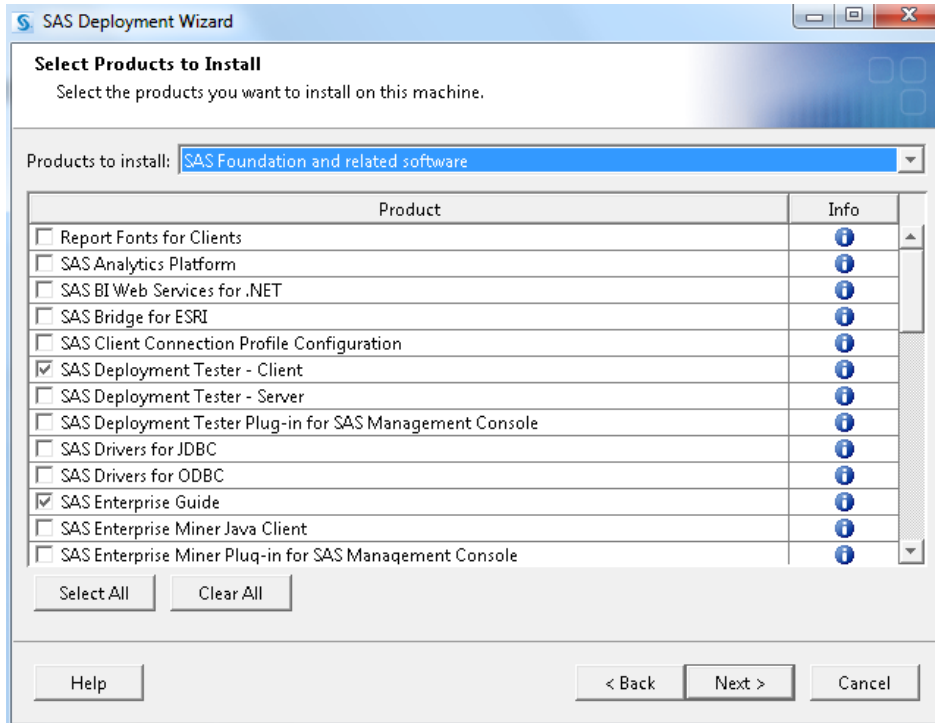 SAS Deployment Wizard
Select Products to Install
Select the products you want to install on this machine.
Products to install: SAS Foundation and related software
Product Info
Report Fonts for Clients
SAS Analytics Platform
SAS BI Web Services for .NET
SAS Bridge for ESRI
SAS Client Connection Profile Configuration
SAS Deployment Tester - Client
SAS Deployment Tester - Server
SAS Deployment Tester Plug-in for SAS Management Console
SAS Drivers for JDBC
SAS Drivers for ODBC
SAS Enterprise Guide
SAS Enterprise Miner Java Client
SAS Enterprise Miner Plug-in for SAS Management Console
Select All Clear All
Help < Back Next > Cancel